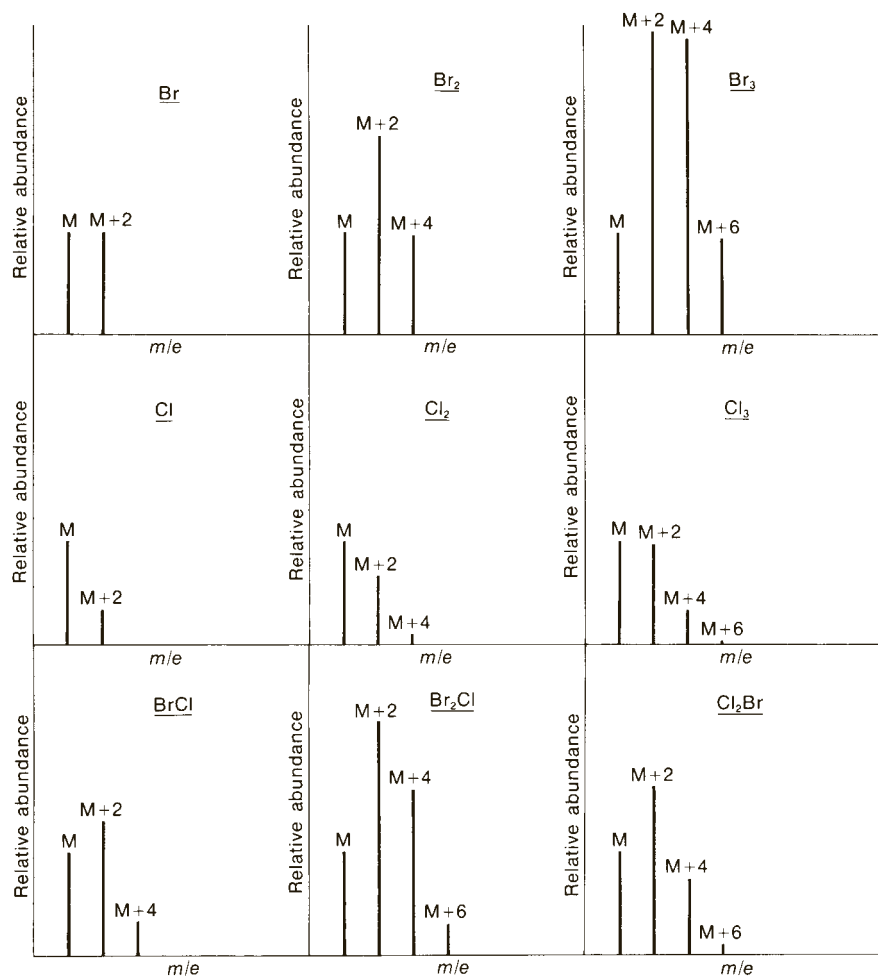 Br
M M+2
Relative abundance
m/e
Br₂
M+2
M M+4
Relative abundance
m/e
Br₃
M+2 M+4
M M+6
Relative abundance
m/e
Cl
M
M+2
Relative abundance
m/e
Cl₂
M
M+2
M+4
Relative abundance
m/e
Cl₃
M M+2
M+4
M+6
Relative abundance
m/e
BrCl
M+2
M
M+4
Relative abundance
m/e
Br₂Cl
M+2
M+4
M
M+6
Relative abundance
m/e
Cl₂Br
M+2
M
M+4
M+6
Relative abundance
m/e